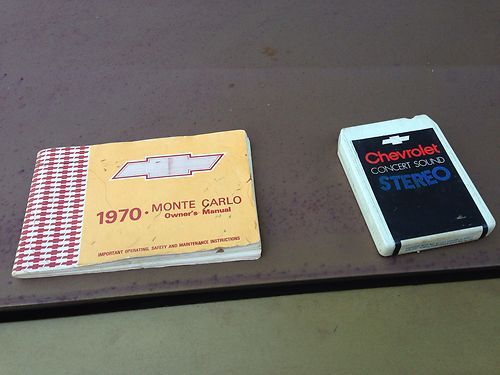 1970 • MONTE CARLO
Owner's Manual
IMPORTANT OPERATING, SAFETY AND MAINTENANCE INSTRUCTIONS
Chevrolet
CONCERT SOUND
STEREO